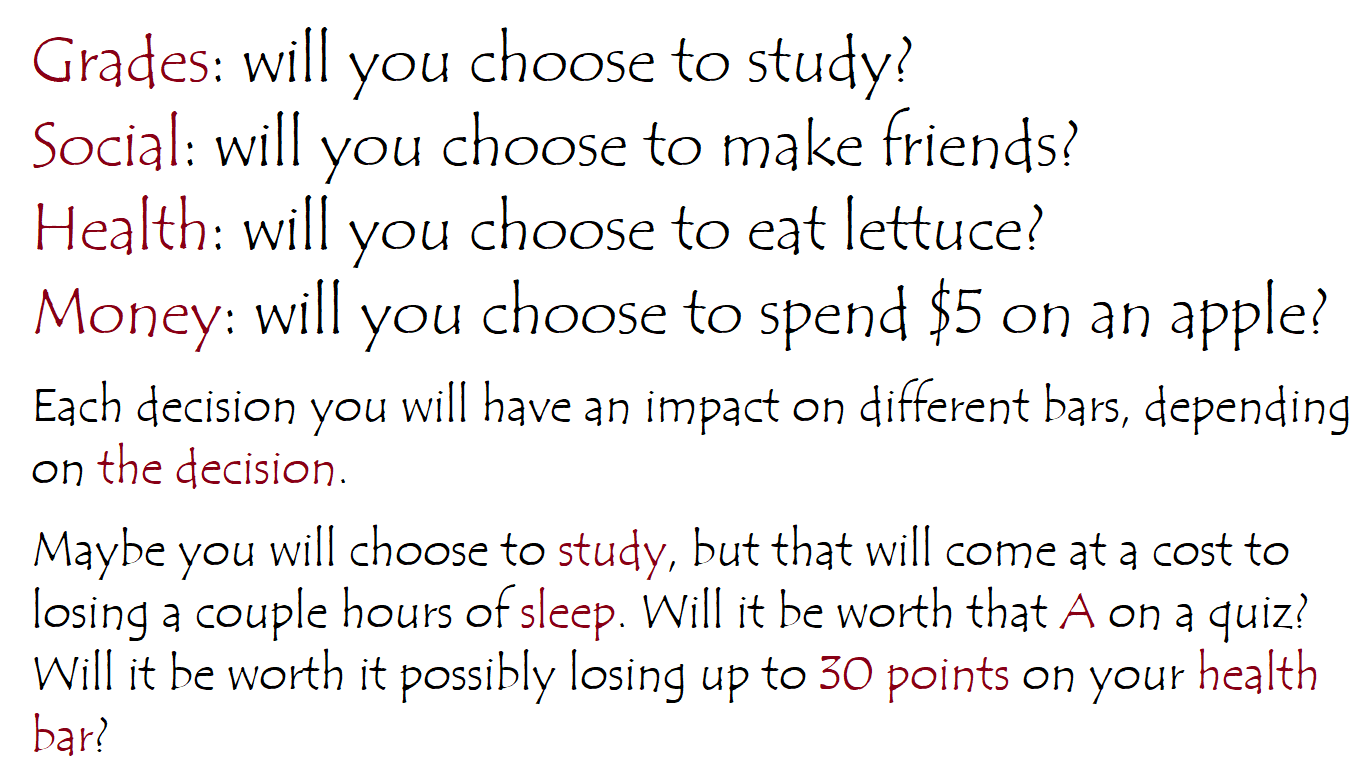 Grades: will you choose to study?
Social: will you choose to make friends?
Health: will you choose to eat lettuce?
Money: will you choose to spend $5 on an apple?
Each decision you will have an impact on different bars, depending
on the decision.
Maybe you will choose to study, but that will come at a cost to
losing a couple hours of sleep. Will it be worth that A on a quiz?
Will it be worth it possibly losing up to 30 points on your health
bar?